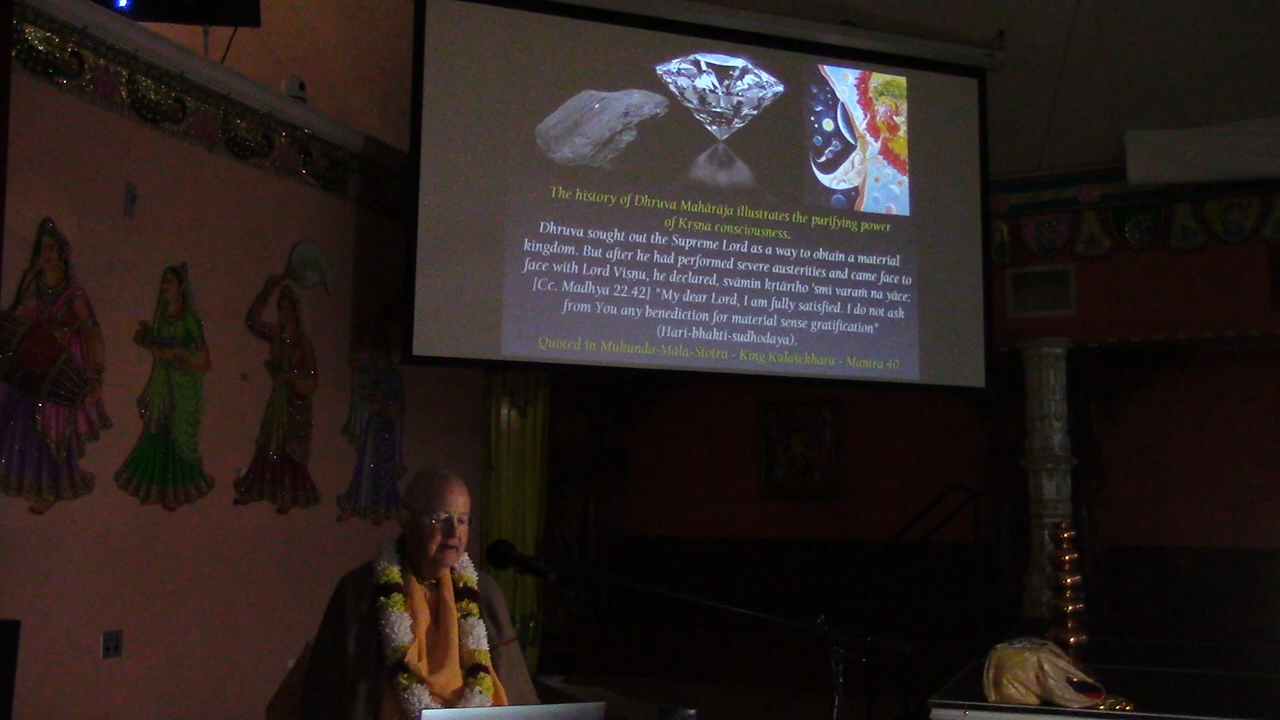 The history of Dhruva Mahārāja illustrates the purifying power
of Kṛṣṇa consciousness.
Dhruva sought out the Supreme Lord as a way to obtain a material
kingdom. But after he had performed severe austerities and came face to
face with Lord Viṣṇu, he declared, svāmin kṛtārtho 'smi varaṁ na yāce:
[Cc. Madhya 22.42] "My dear Lord, I am fully satisfied. I do not ask
from You any benediction for material sense gratification"
(Hari-bhakti-sudhodaya).
Quoted in Mukunda-Mala-Stotra - King Kulaśekhara - Mantra 40